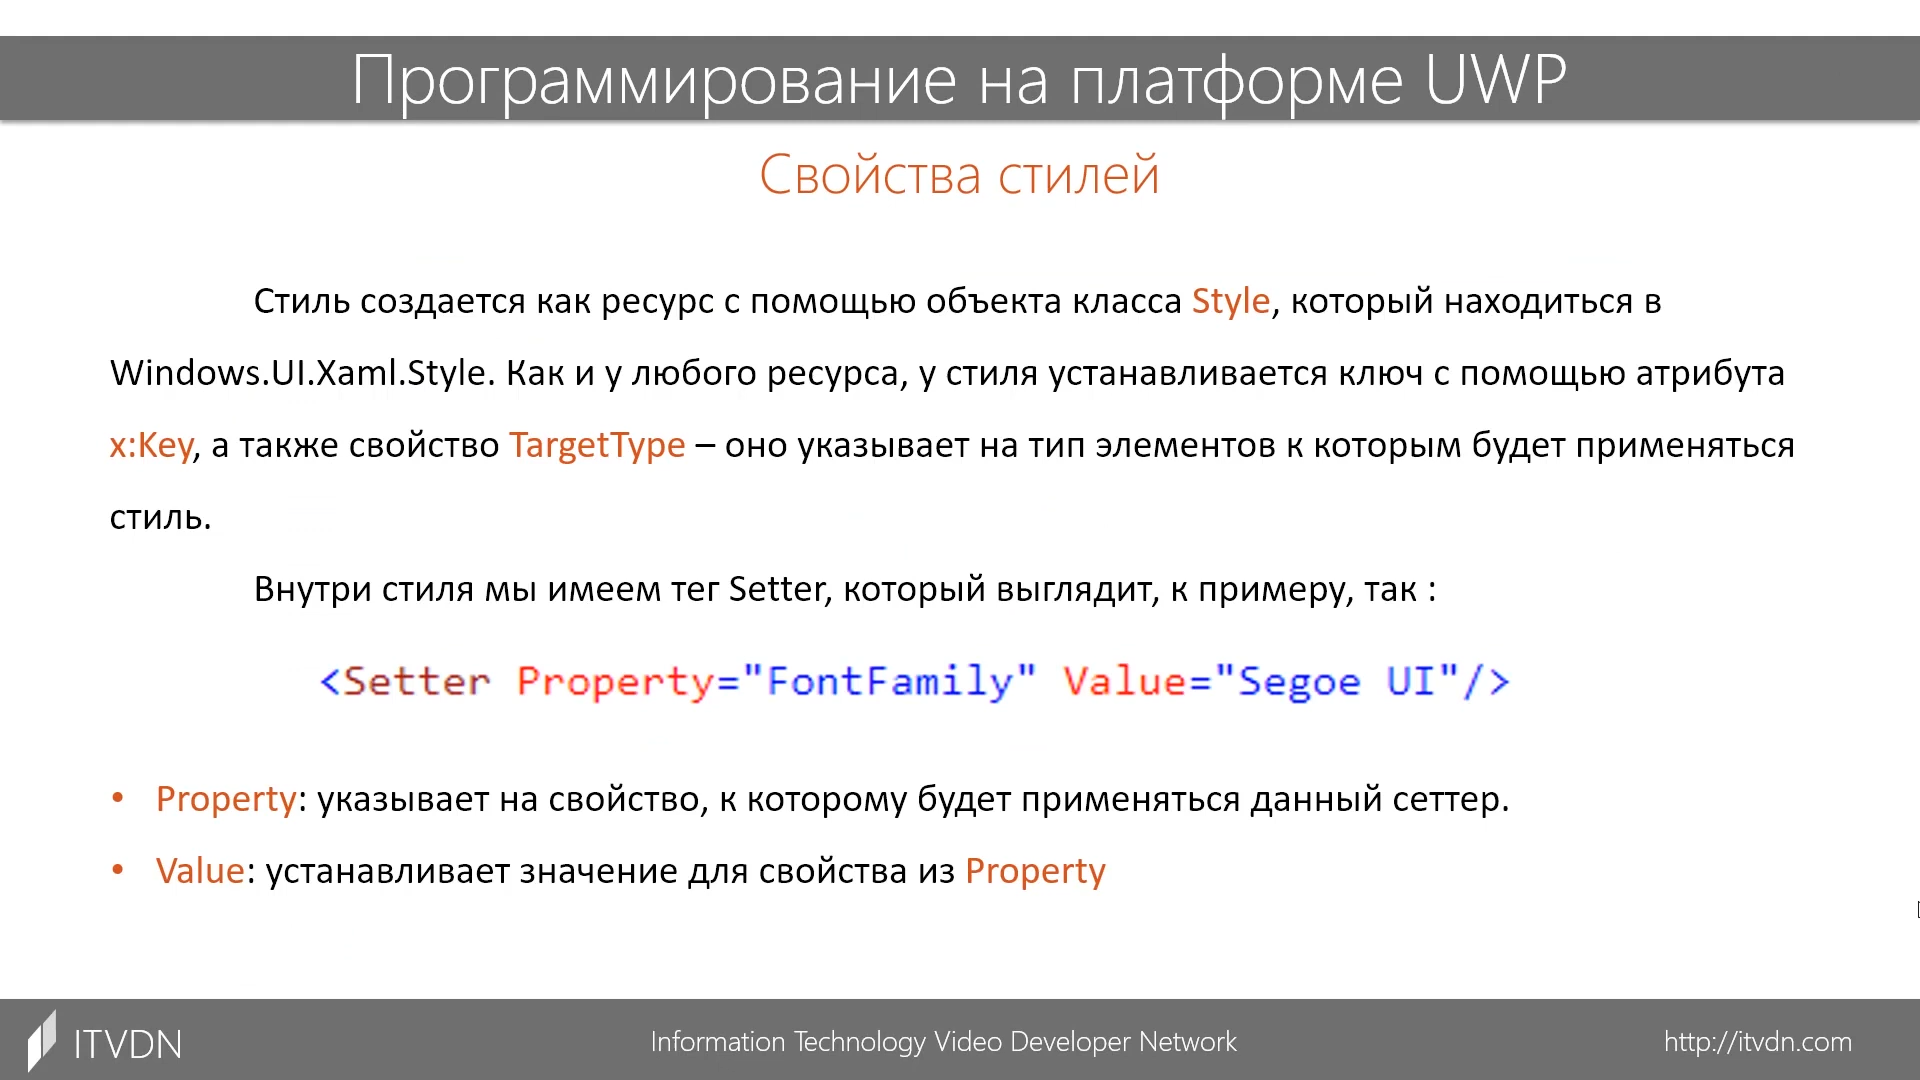 Программирование на платформе UWP
Свойства стилей
Стиль создается как ресурс с помощью объекта класса Style, который находиться в
Windows.UI.Xaml.Style. Как и у любого ресурса, у стиля устанавливается ключ с помощью атрибута
x:Key, а также свойство TargetType – оно указывает на тип элементов к которым будет применяться
стиль.
Внутри стиля мы имеем тег Setter, который выглядит, к примеру, так :
<Setter Property="FontFamily" Value="Segoe UI"/>
• Property: указывает на свойство, к которому будет применяться данный сеттер.
• Value: устанавливает значение для свойства из Property
ITVDN
Information Technology Video Developer Network
http://itvdn.com